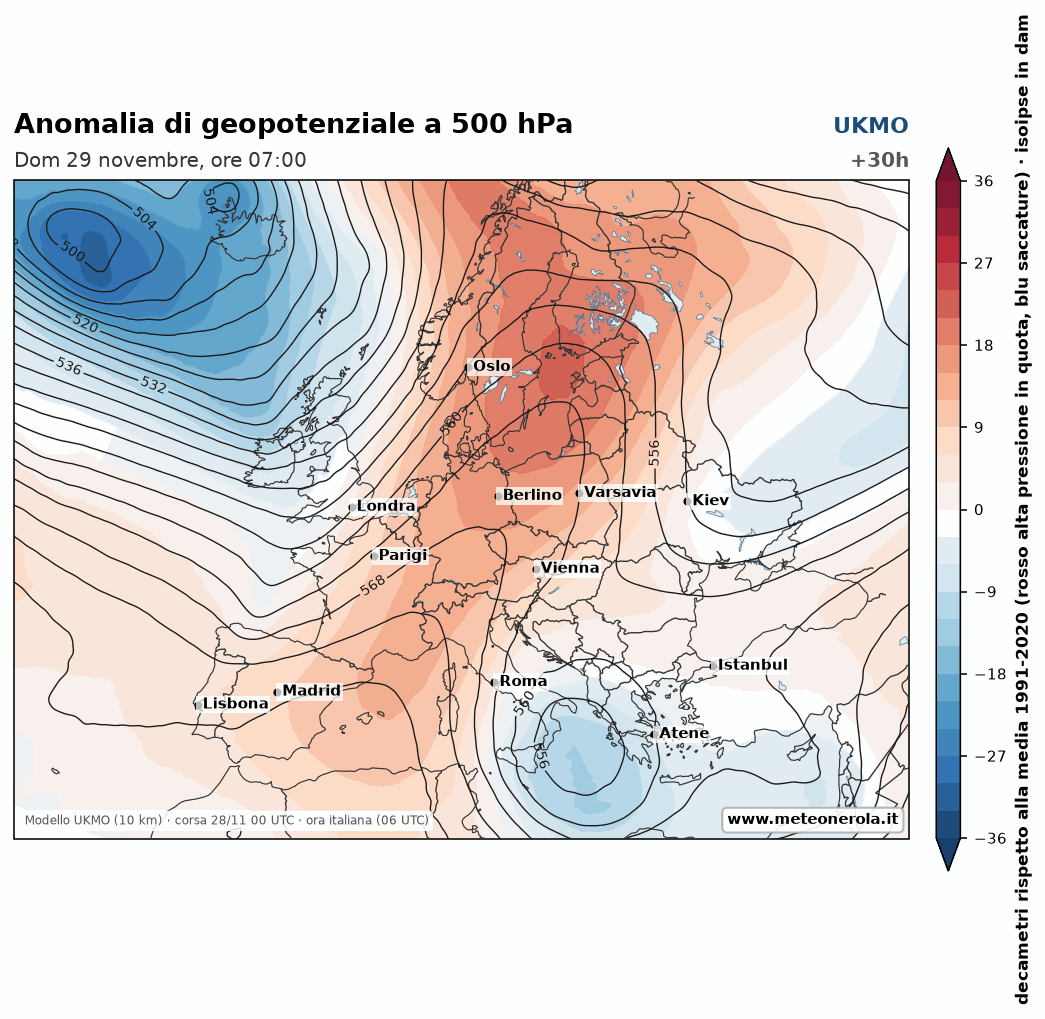 Anomalia di geopotenziale a 500 hPa
UKMO
Dom 29 novembre, ore 07:00
+30h
504
504
500
520
536
532
Oslo
560
556
Berlino
Varsavia
Kiev
Londra
Parigi
Vienna
568
Istanbul
Roma
Madrid
Lisbona
560
Atene
556
Modello UKMO (10 km) · corsa 28/11 00 UTC · ora italiana (06 UTC)
www.meteonerola.it
36
27
18
9
0
−9
−18
−27
−36
decametri rispetto alla media 1991-2020 (rosso alta pressione in quota, blu saccature) · isoipse in dam